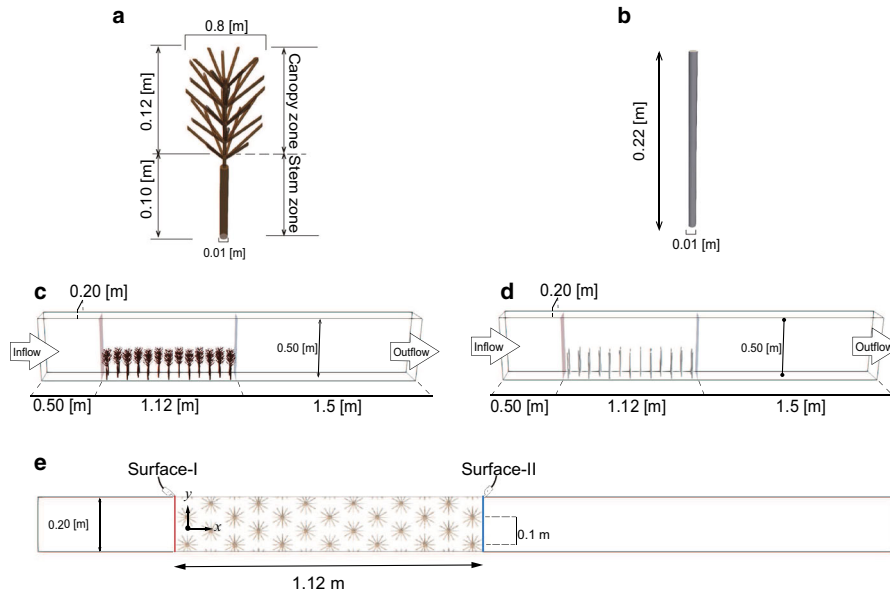 a
0.8 [m]
0.12 [m]
Canopy zone
0.10 [m]
Stem zone
0.01 [m]
b
0.22 [m]
0.01 [m]
c
0.20 [m]
Inflow
0.50 [m]
Outflow
0.50 [m]
1.12 [m]
1.5 [m]
d
0.20 [m]
Inflow
0.50 [m]
Outflow
0.50 [m]
1.12 [m]
1.5 [m]
e
Surface-I
Surface-II
y
x
0.20 [m]
0.1 m
1.12 m